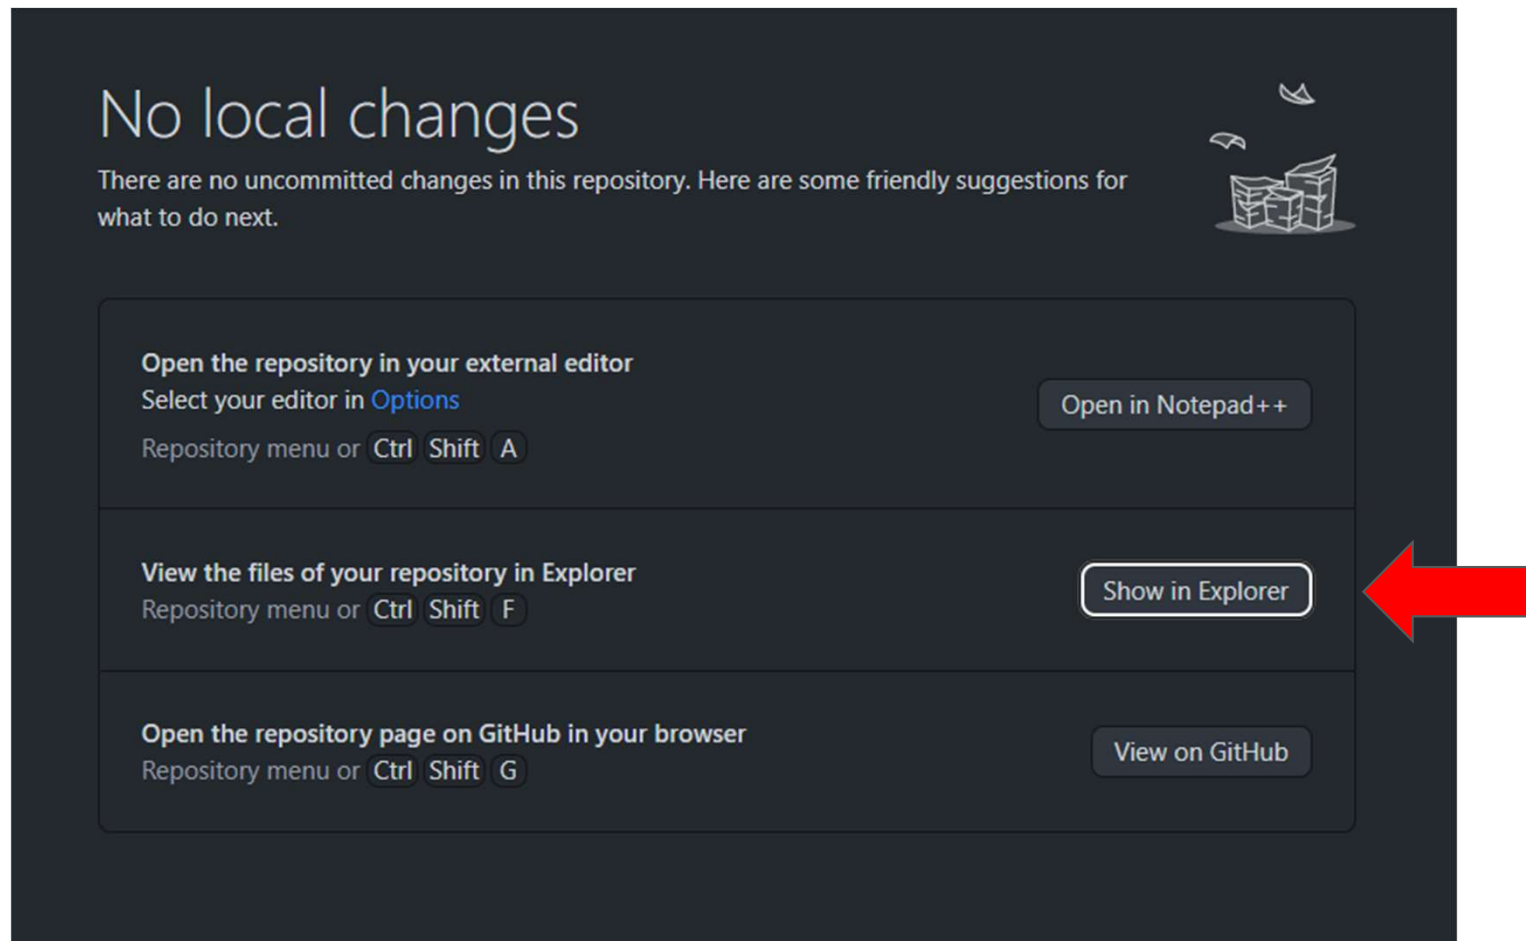 No local changes
There are no uncommitted changes in this repository. Here are some friendly suggestions for
what to do next.
Open the repository in your external editor
Select your editor in Options
Repository menu or Ctrl Shift A
Open in Notepad++
View the files of your repository in Explorer
Repository menu or Ctrl Shift F
Show in Explorer
Open the repository page on GitHub in your browser
Repository menu or Ctrl Shift G
View on GitHub